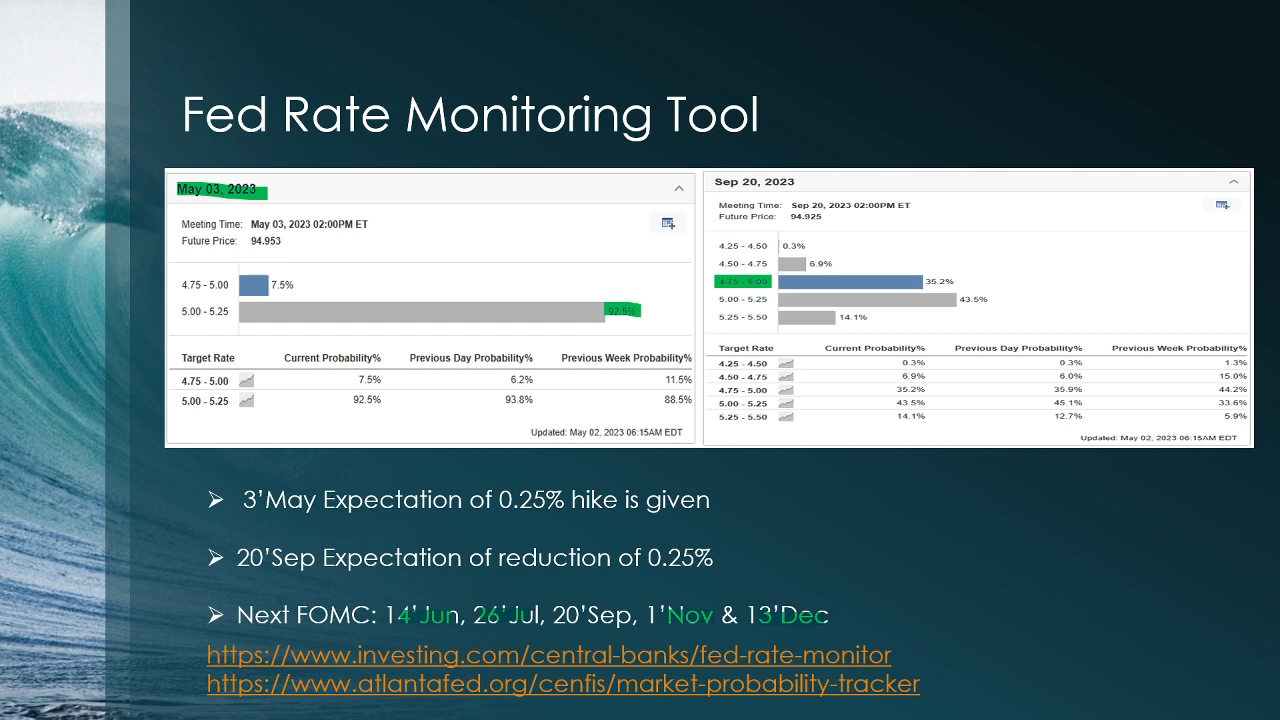 Fed Rate Monitoring Tool
May 03, 2023
Meeting Time: May 03, 2023 02:00PM ET
Future Price: 94.953
4.75 - 5.00 7.5%
5.00 - 5.25 92.5%
Target Rate Current Probability% Previous Day Probability% Previous Week Probability%
4.75 - 5.00 7.5% 6.2% 11.5%
5.00 - 5.25 92.5% 93.8% 88.5%
Updated: May 02, 2023 06:15AM EDT
Sep 20, 2023
Meeting Time: Sep 20, 2023 02:00PM ET
Future Price: 94.925
4.25 - 4.50 0.3%
4.50 - 4.75 6.9%
4.75 - 5.00 35.2%
5.00 - 5.25 43.5%
5.25 - 5.50 14.1%
Target Rate Current Probability% Previous Day Probability% Previous Week Probability%
4.25 - 4.50 0.3% 0.3% 1.3%
4.50 - 4.75 6.9% 6.0% 15.0%
4.75 - 5.00 35.2% 35.9% 44.2%
5.00 - 5.25 43.5% 45.1% 33.6%
5.25 - 5.50 14.1% 12.7% 5.9%
Updated: May 02, 2023 06:15AM EDT
➢ 3’May Expectation of 0.25% hike is given
➢ 20’Sep Expectation of reduction of 0.25%
➢ Next FOMC: 14’Jun, 26’Jul, 20’Sep, 1’Nov & 13’Dec
https://www.investing.com/central-banks/fed-rate-monitor
https://www.atlantafed.org/cenfis/market-probability-tracker